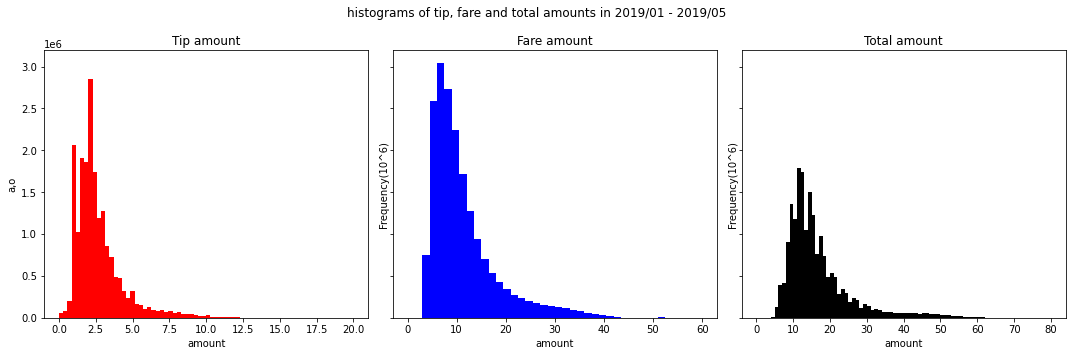 histograms of tip, fare and total amounts in 2019/01 - 2019/05
Tip amount
Fare amount
Total amount
1e6
3.0
2.5
2.0
1.5
1.0
0.5
0.0
a,o
Frequency(10^6)
Frequency(10^6)
0.0 2.5 5.0 7.5 10.0 12.5 15.0 17.5 20.0
0 10 20 30 40 50 60
0 10 20 30 40 50 60 70 80
amount
amount
amount